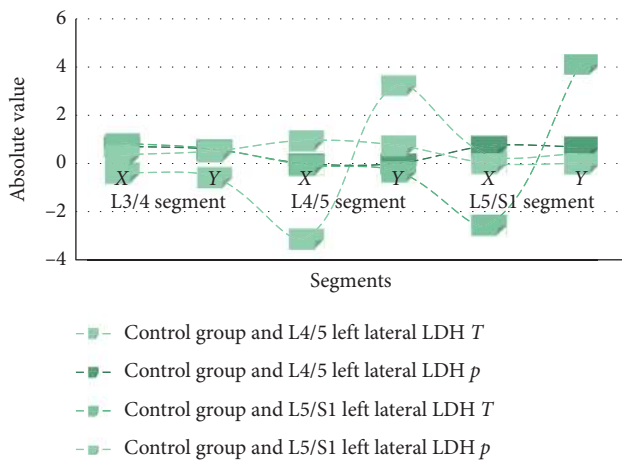 6
4
2
0
−2
−4
Absolute value
X Y X Y X Y
L3/4 segment L4/5 segment L5/S1 segment
Segments
Control group and L4/5 left lateral LDH T
Control group and L4/5 left lateral LDH p
Control group and L5/S1 left lateral LDH T
Control group and L5/S1 left lateral LDH p